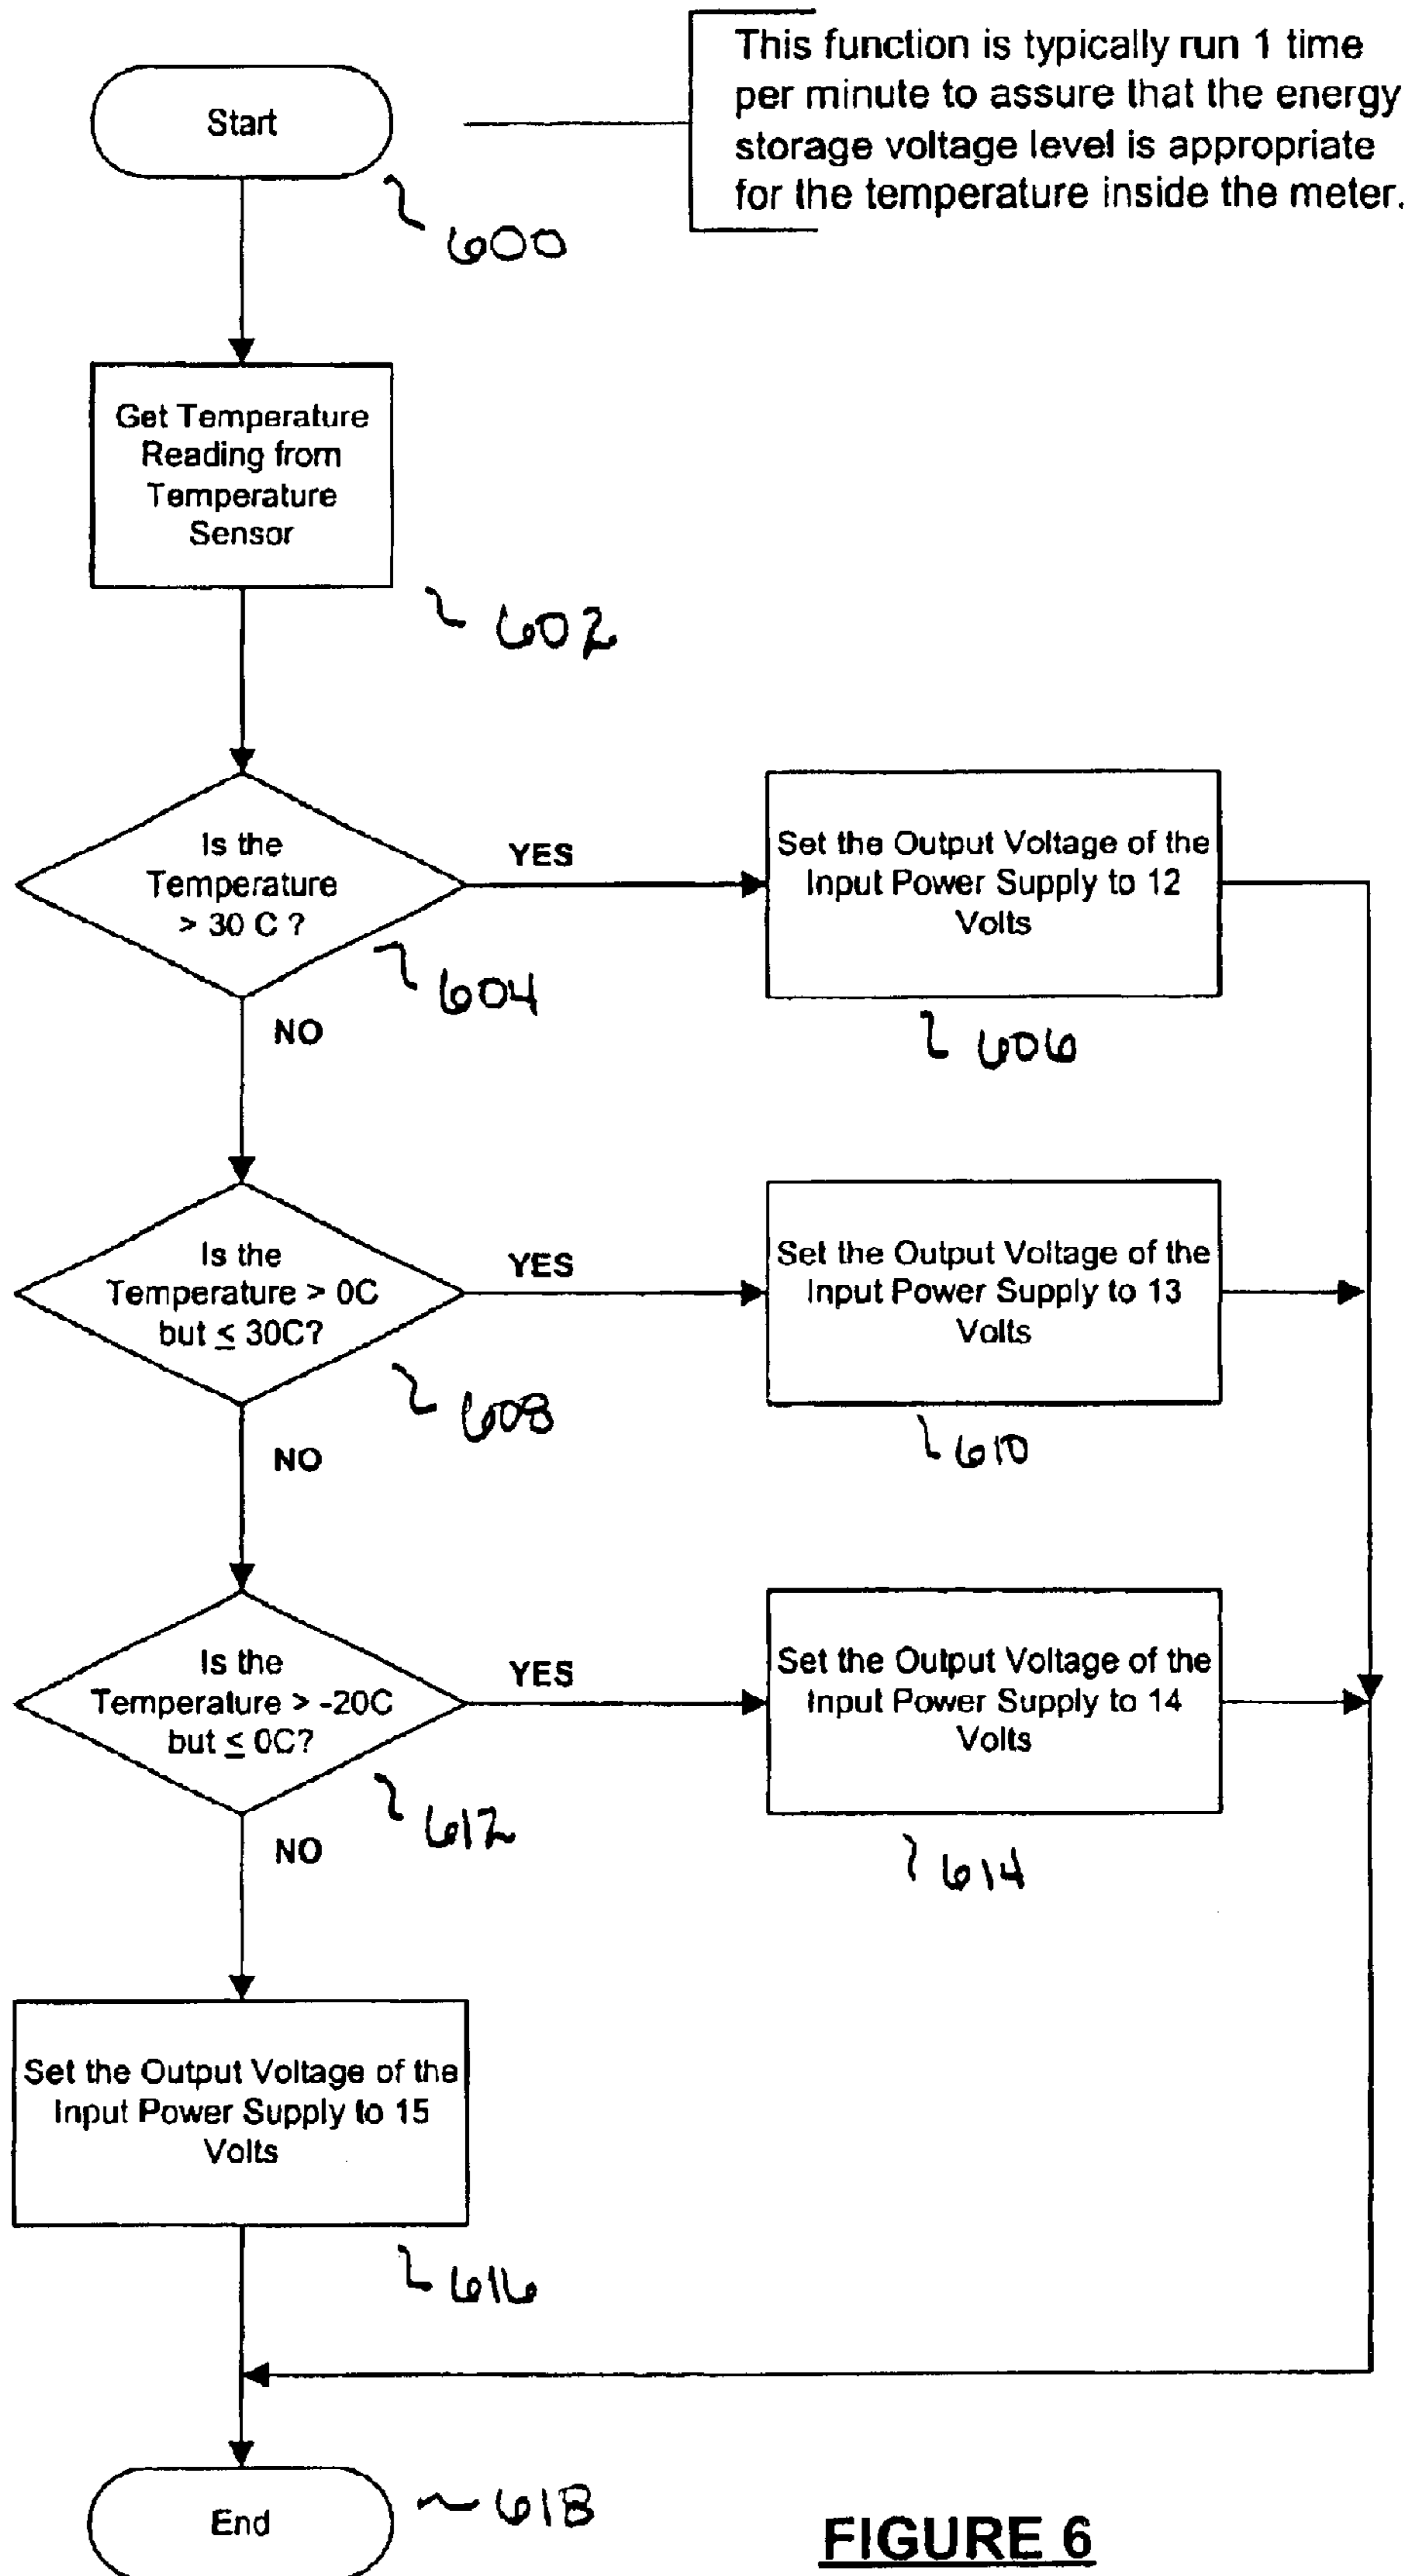 This function is typically run 1 time
per minute to assure that the energy
storage voltage level is appropriate
for the temperature inside the meter.
Start
600
Get Temperature
Reading from
Temperature
Sensor
602
Is the
Temperature
> 30 C ?
YES
604
NO
Set the Output Voltage of the
Input Power Supply to 12
Volts
606
Is the
Temperature > 0C
but ≤ 30C?
YES
608
NO
Set the Output Voltage of the
Input Power Supply to 13
Volts
610
Is the
Temperature > -20C
but ≤ 0C?
YES
612
NO
Set the Output Voltage of the
Input Power Supply to 14
Volts
614
Set the Output Voltage of the
Input Power Supply to 15
Volts
616
End
618
FIGURE 6